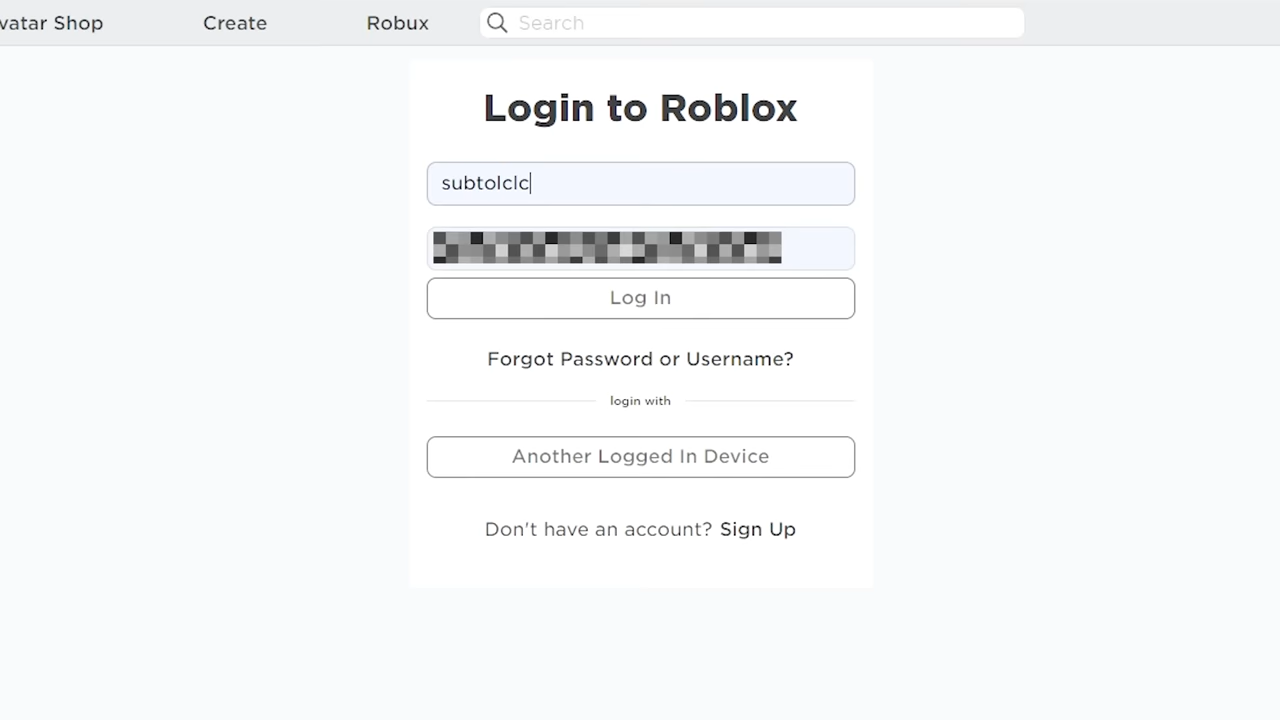 vatar Shop Create Robux Search
Login to Roblox
subtolclc
Log In
Forgot Password or Username?
login with
Another Logged In Device
Don't have an account? Sign Up